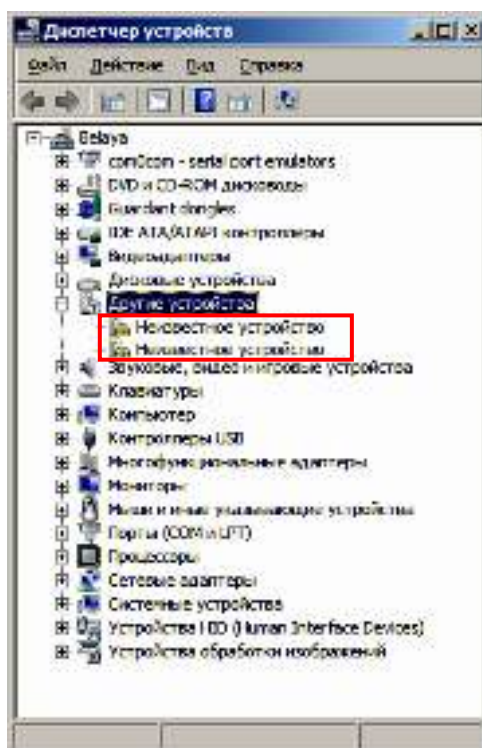 Диспетчер устройств
Файл Действие Вид Справка
Belaya
com0com - serial port emulators
DVD и CD-ROM дисководы
Guardant dongles
IDE ATA/ATAPI контроллеры
Видеоадаптеры
Дисковые устройства
Другие устройства
Неизвестное устройство
Неизвестное устройство
Звуковые, видео и игровые устройства
Клавиатуры
Компьютер
Контроллеры USB
Многофункциональные адаптеры
Мониторы
Мыши и иные указывающие устройства
Порты (COM и LPT)
Процессоры
Сетевые адаптеры
Системные устройства
Устройства HID (Human Interface Devices)
Устройства обработки изображений